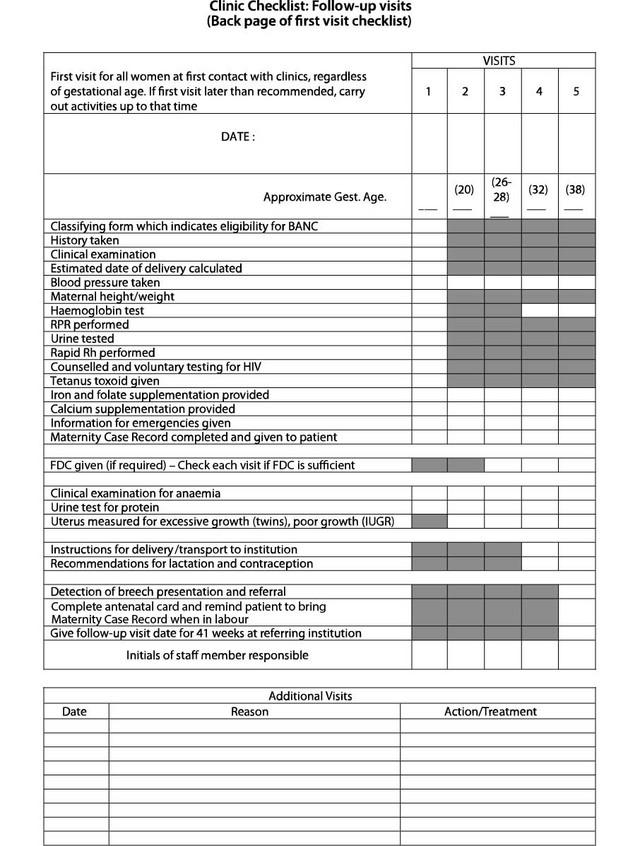 Clinic Checklist: Follow-up visits
(Back page of first visit checklist)
First visit for all women at first contact with clinics, regardless
of gestational age. If first visit later than recommended, carry
out activities up to that time
VISITS
1 2 3 4 5
DATE :
Approximate Gest. Age. ___ (20) ___ (26-28) ___ (32) ___ (38) ___
Classifying form which indicates eligibility for BANC
History taken
Clinical examination
Estimated date of delivery calculated
Blood pressure taken
Maternal height/weight
Haemoglobin test
RPR performed
Urine tested
Rapid Rh performed
Counselled and voluntary testing for HIV
Tetanus toxoid given
Iron and folate supplementation provided
Calcium supplementation provided
Information for emergencies given
Maternity Case Record completed and given to patient
FDC given (if required) – Check each visit if FDC is sufficient
Clinical examination for anaemia
Urine test for protein
Uterus measured for excessive growth (twins), poor growth (IUGR)
Instructions for delivery/transport to institution
Recommendations for lactation and contraception
Detection of breech presentation and referral
Complete antenatal card and remind patient to bring
Maternity Case Record when in labour
Give follow-up visit date for 41 weeks at referring institution
Initials of staff member responsible
Additional Visits
Date Reason Action/Treatment